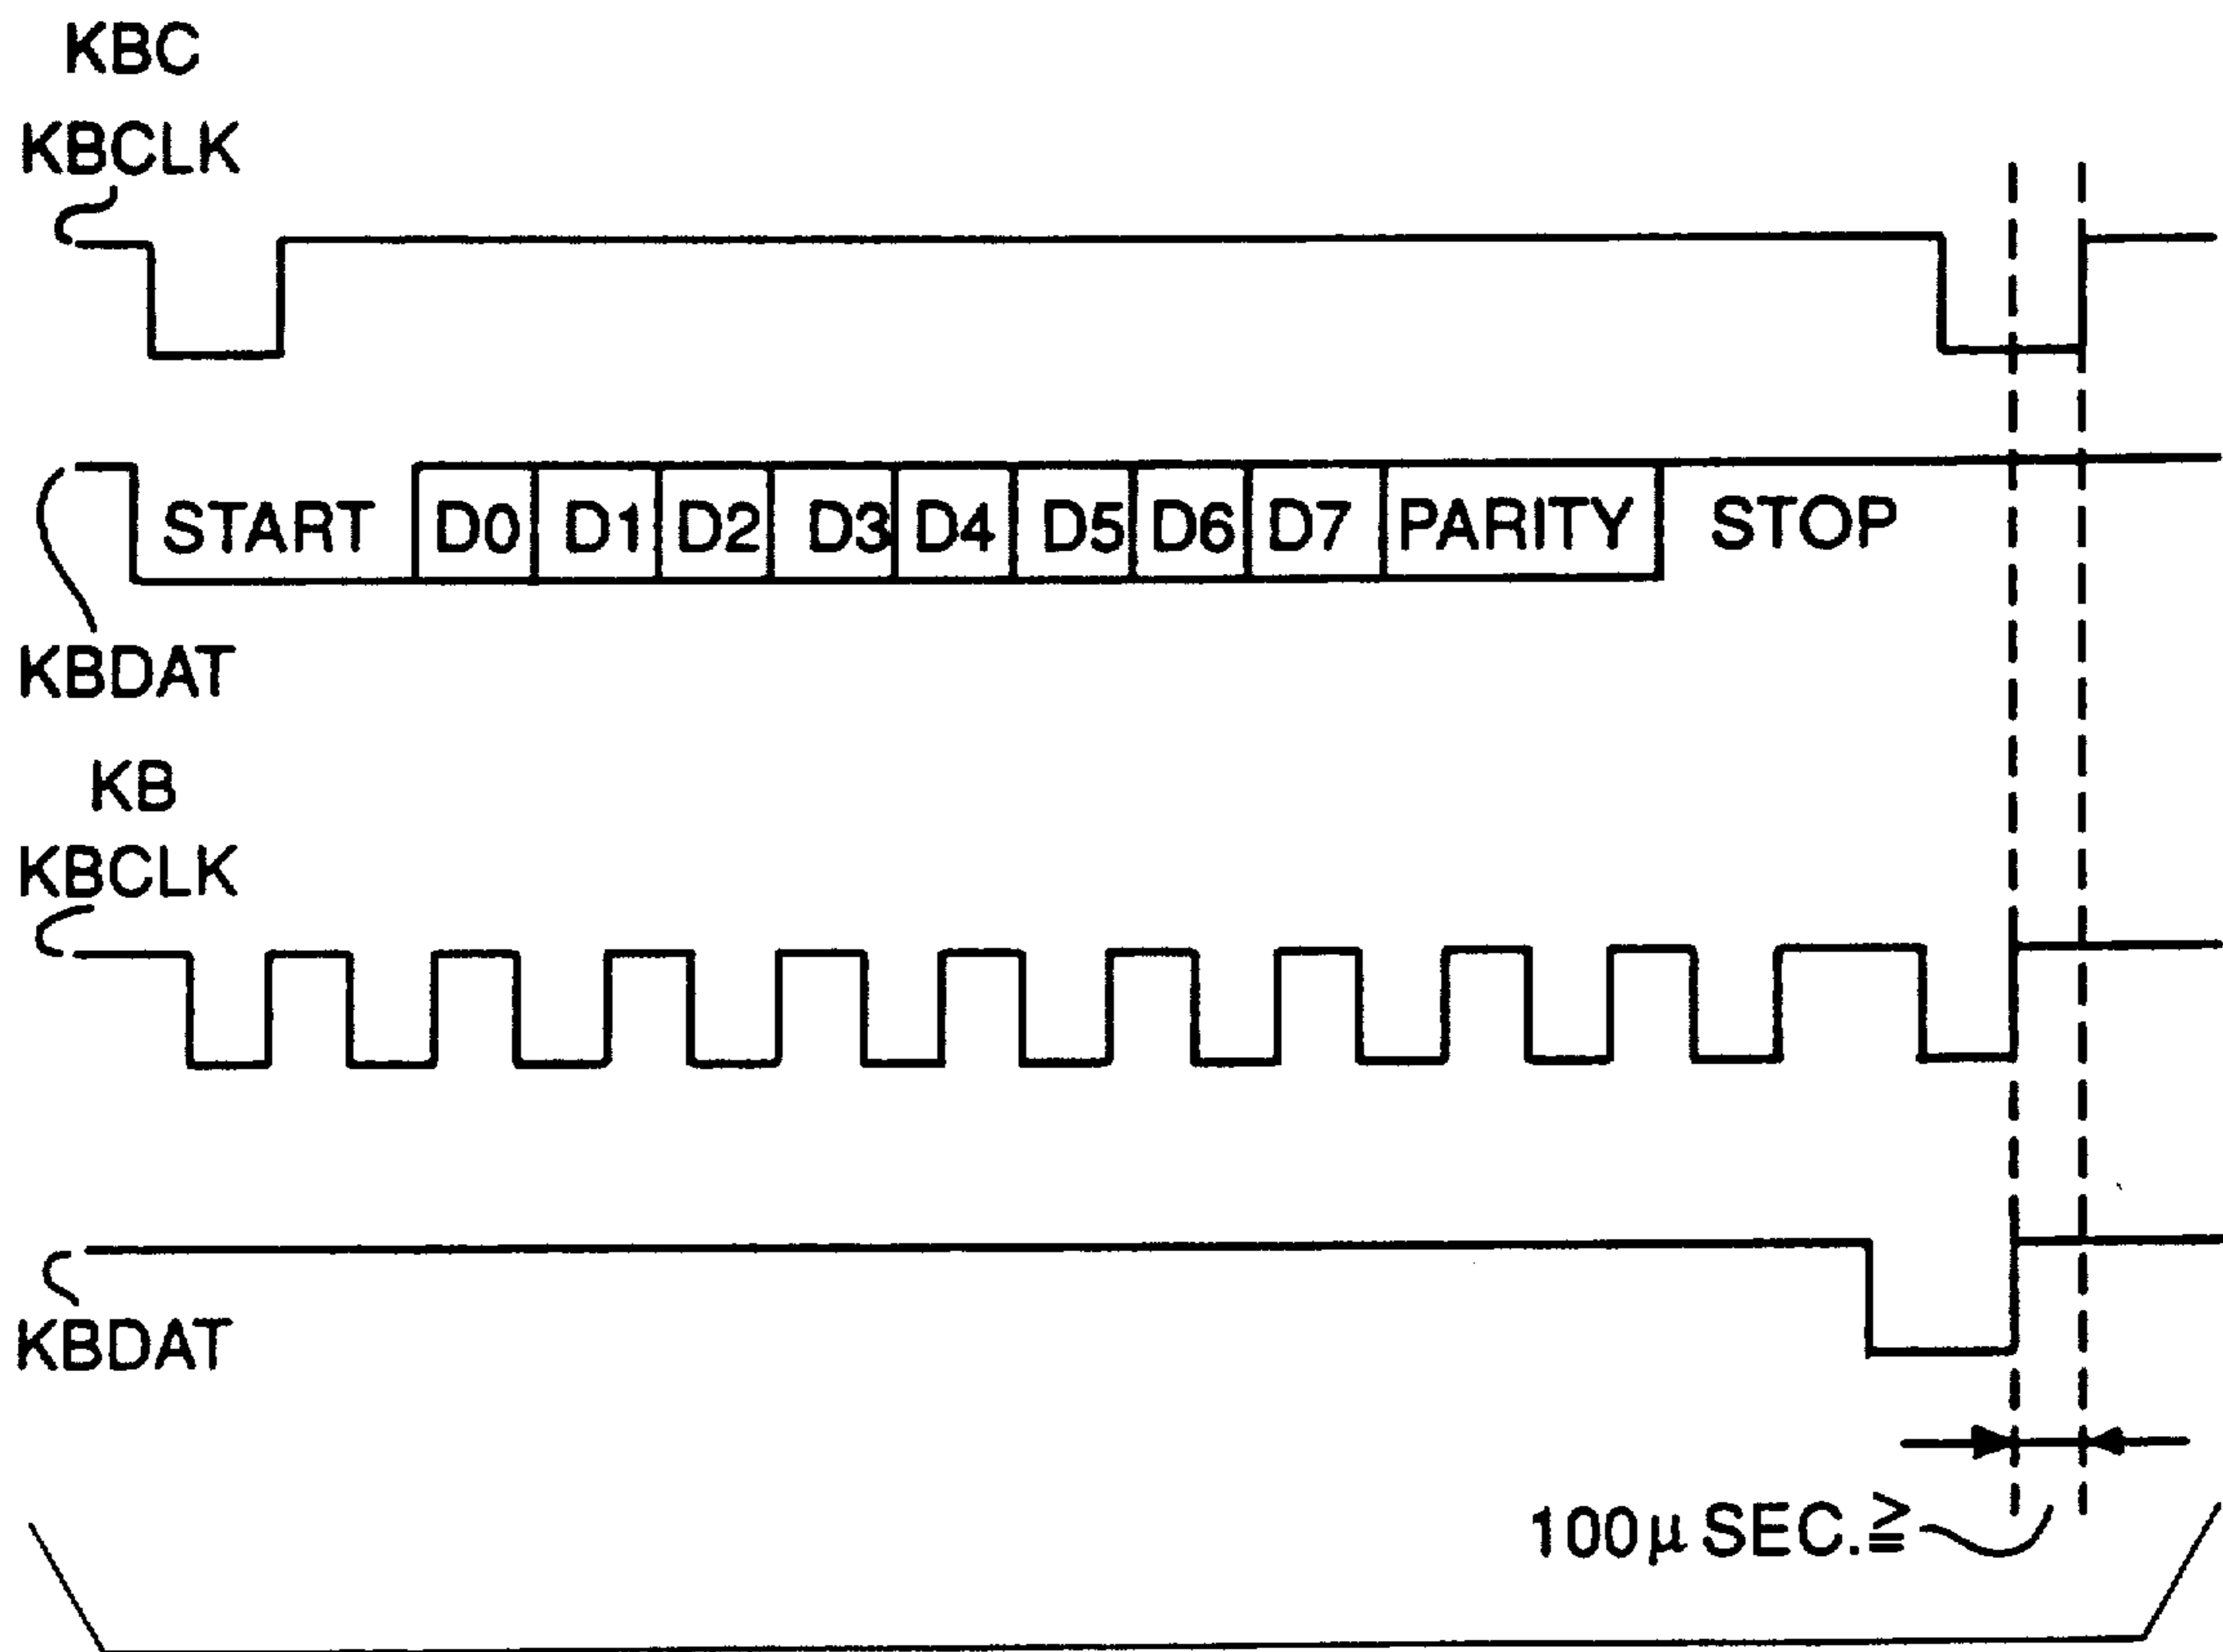 KBC
KBCLK
START D0 D1 D2 D3 D4 D5 D6 D7 PARITY STOP
KBDAT
KB
KBCLK
KBDAT
100μ SEC.≧